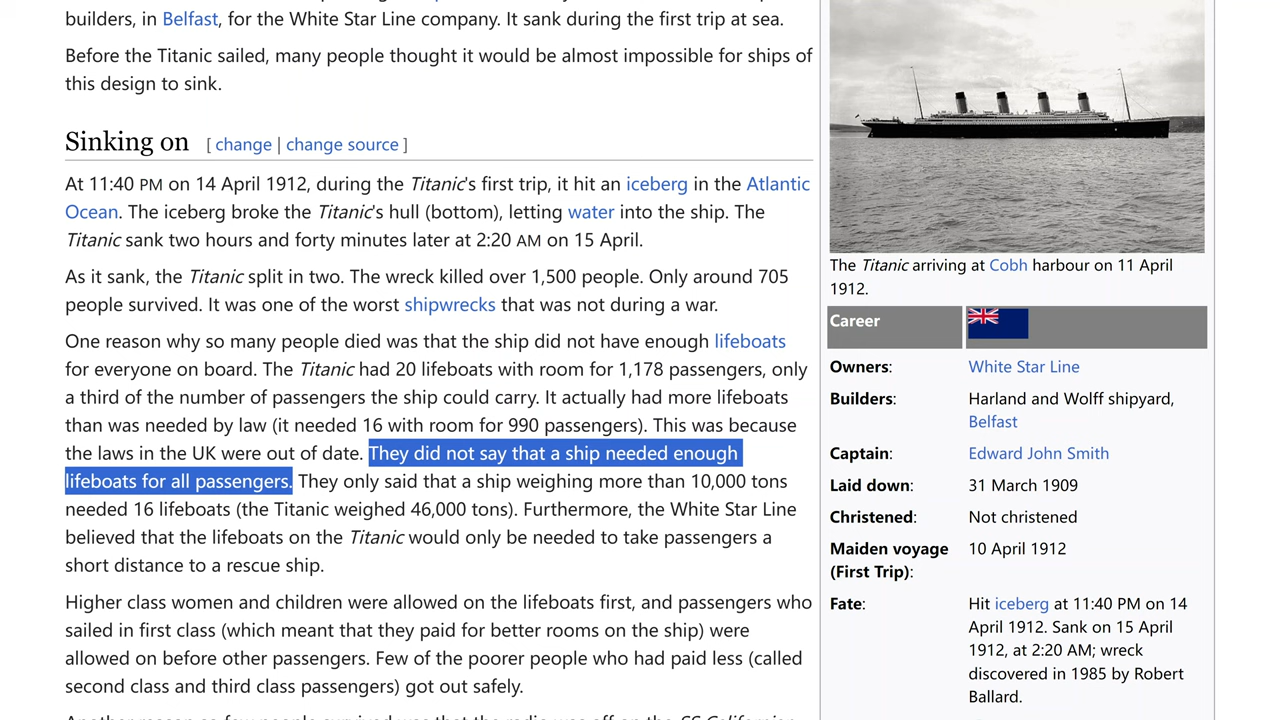 builders, in Belfast, for the White Star Line company. It sank during the first trip at sea.
Before the Titanic sailed, many people thought it would be almost impossible for ships of
this design to sink.
Sinking on [ change | change source ]
At 11:40 PM on 14 April 1912, during the Titanic's first trip, it hit an iceberg in the Atlantic
Ocean. The iceberg broke the Titanic's hull (bottom), letting water into the ship. The
Titanic sank two hours and forty minutes later at 2:20 AM on 15 April.
As it sank, the Titanic split in two. The wreck killed over 1,500 people. Only around 705
people survived. It was one of the worst shipwrecks that was not during a war.
One reason why so many people died was that the ship did not have enough lifeboats
for everyone on board. The Titanic had 20 lifeboats with room for 1,178 passengers, only
a third of the number of passengers the ship could carry. It actually had more lifeboats
than was needed by law (it needed 16 with room for 990 passengers). This was because
the laws in the UK were out of date. They did not say that a ship needed enough
lifeboats for all passengers. They only said that a ship weighing more than 10,000 tons
needed 16 lifeboats (the Titanic weighed 46,000 tons). Furthermore, the White Star Line
believed that the lifeboats on the Titanic would only be needed to take passengers a
short distance to a rescue ship.
Higher class women and children were allowed on the lifeboats first, and passengers who
sailed in first class (which meant that they paid for better rooms on the ship) were
allowed on before other passengers. Few of the poorer people who had paid less (called
second class and third class passengers) got out safely.
Another reason so few people survived was that the radio was off on the SS Californian
The Titanic arriving at Cobh harbour on 11 April
1912.
Career
Owners: White Star Line
Builders: Harland and Wolff shipyard,
Belfast
Captain: Edward John Smith
Laid down: 31 March 1909
Christened: Not christened
Maiden voyage 10 April 1912
(First Trip):
Fate: Hit iceberg at 11:40 PM on 14
April 1912. Sank on 15 April
1912, at 2:20 AM; wreck
discovered in 1985 by Robert
Ballard.